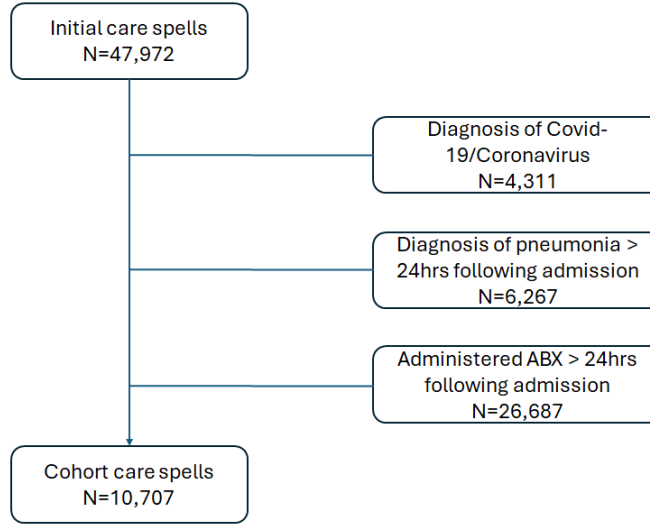 Initial care spells
N=47,972
Diagnosis of Covid-
19/Coronavirus
N=4,311
Diagnosis of pneumonia >
24hrs following admission
N=6,267
Administered ABX > 24hrs
following admission
N=26,687
Cohort care spells
N=10,707